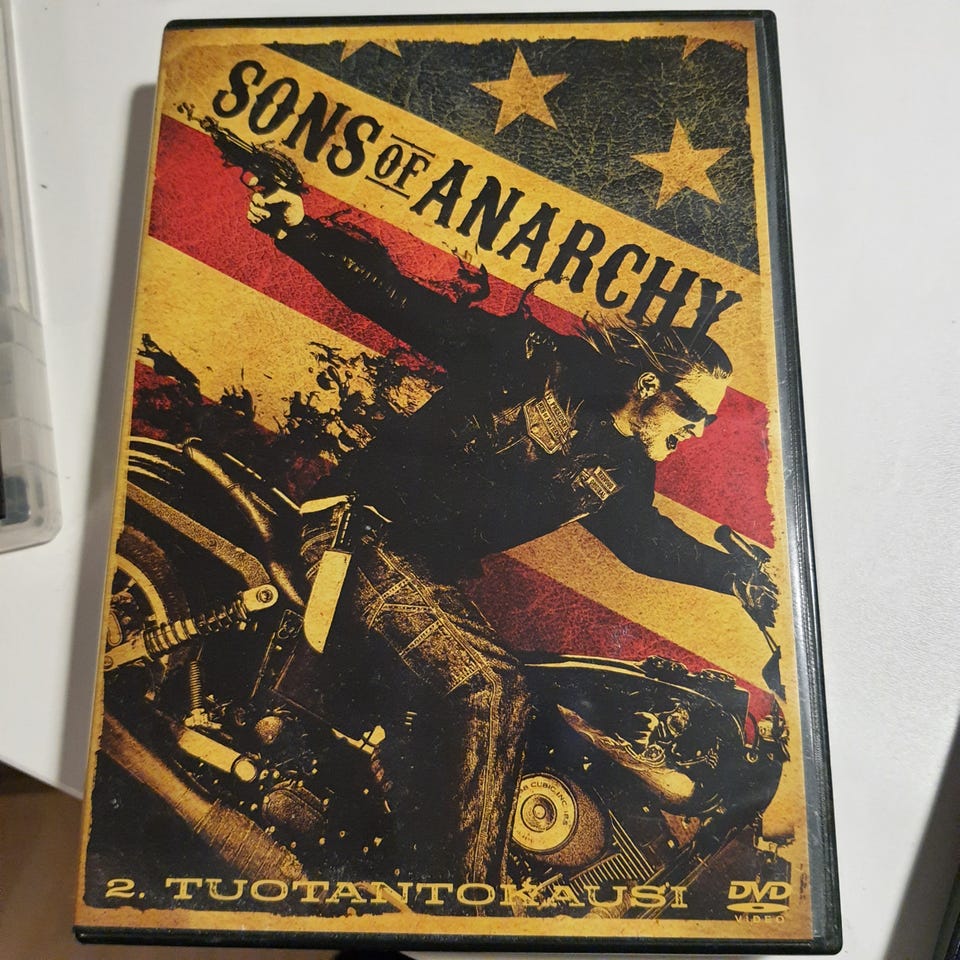 SONS OF ANARCHY
2. TUOTANTOKAUSI
DVD
VIDEO